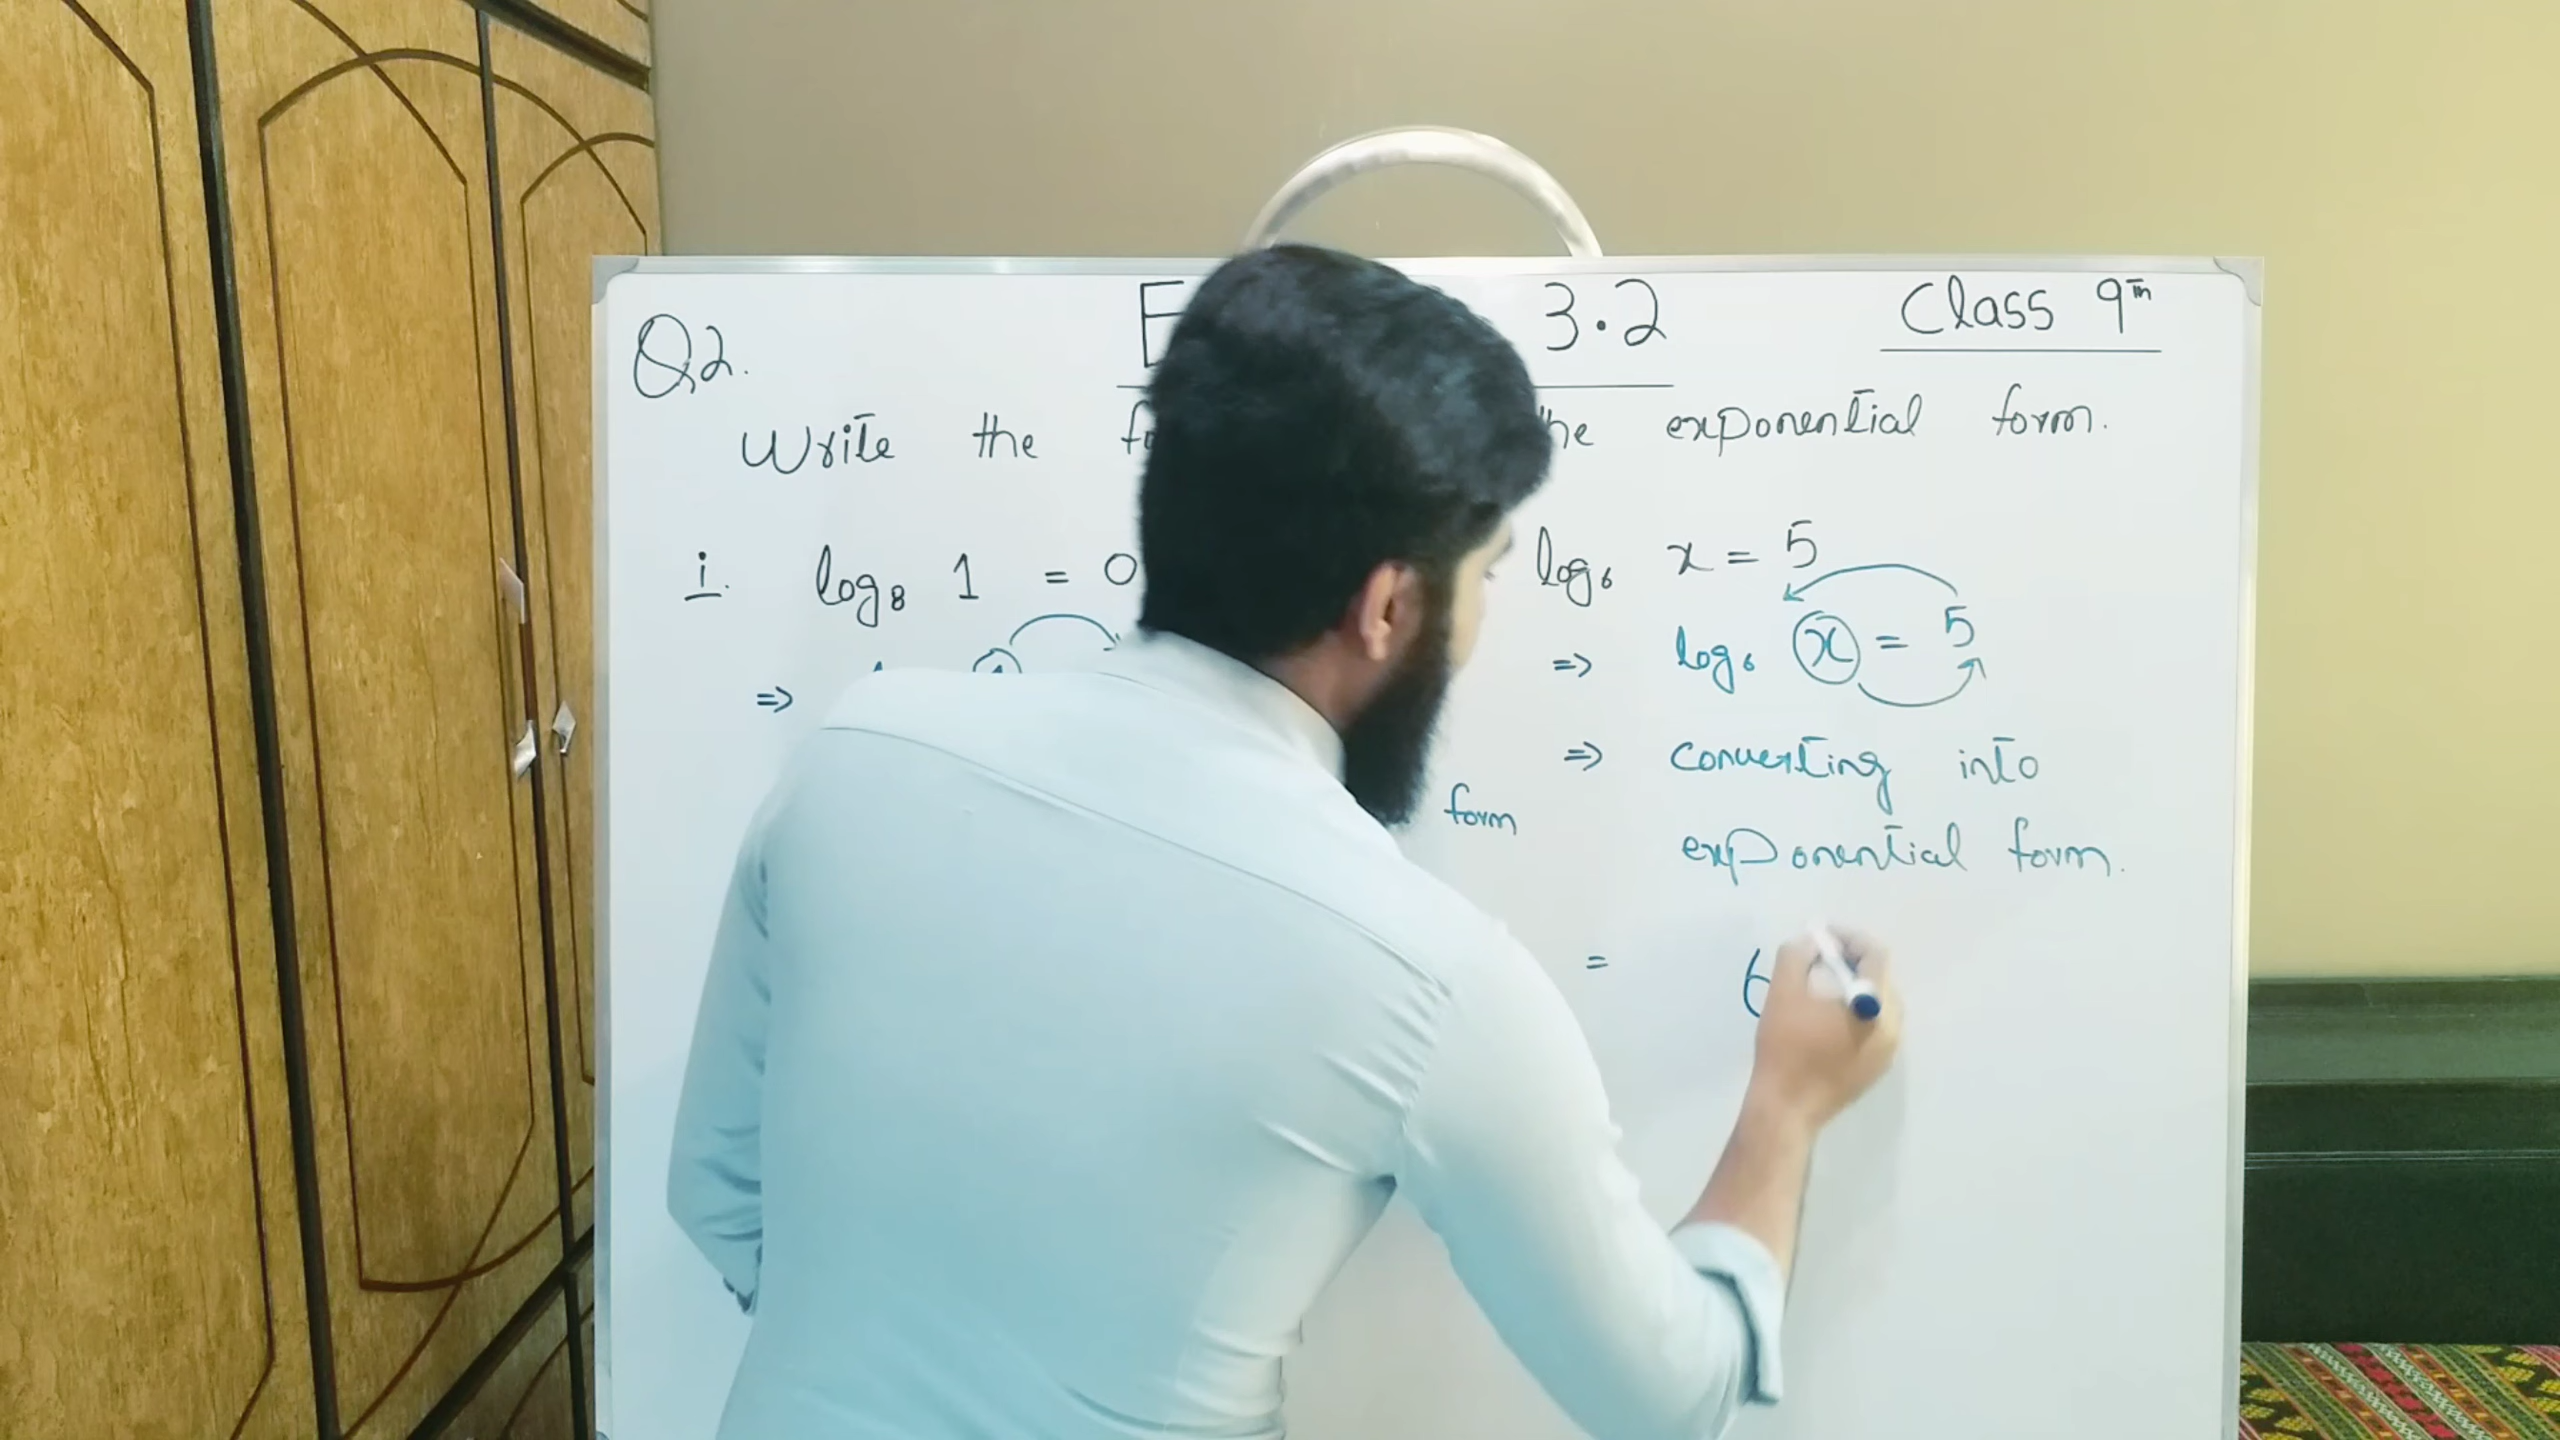 Q2. 3.2 Class 9th
Write the the exponential form.
i. log₈ 1 = 0
⇒
form
log₆ x = 5
⇒ log₆ x = 5
⇒ converting into
exponential form.
= 6